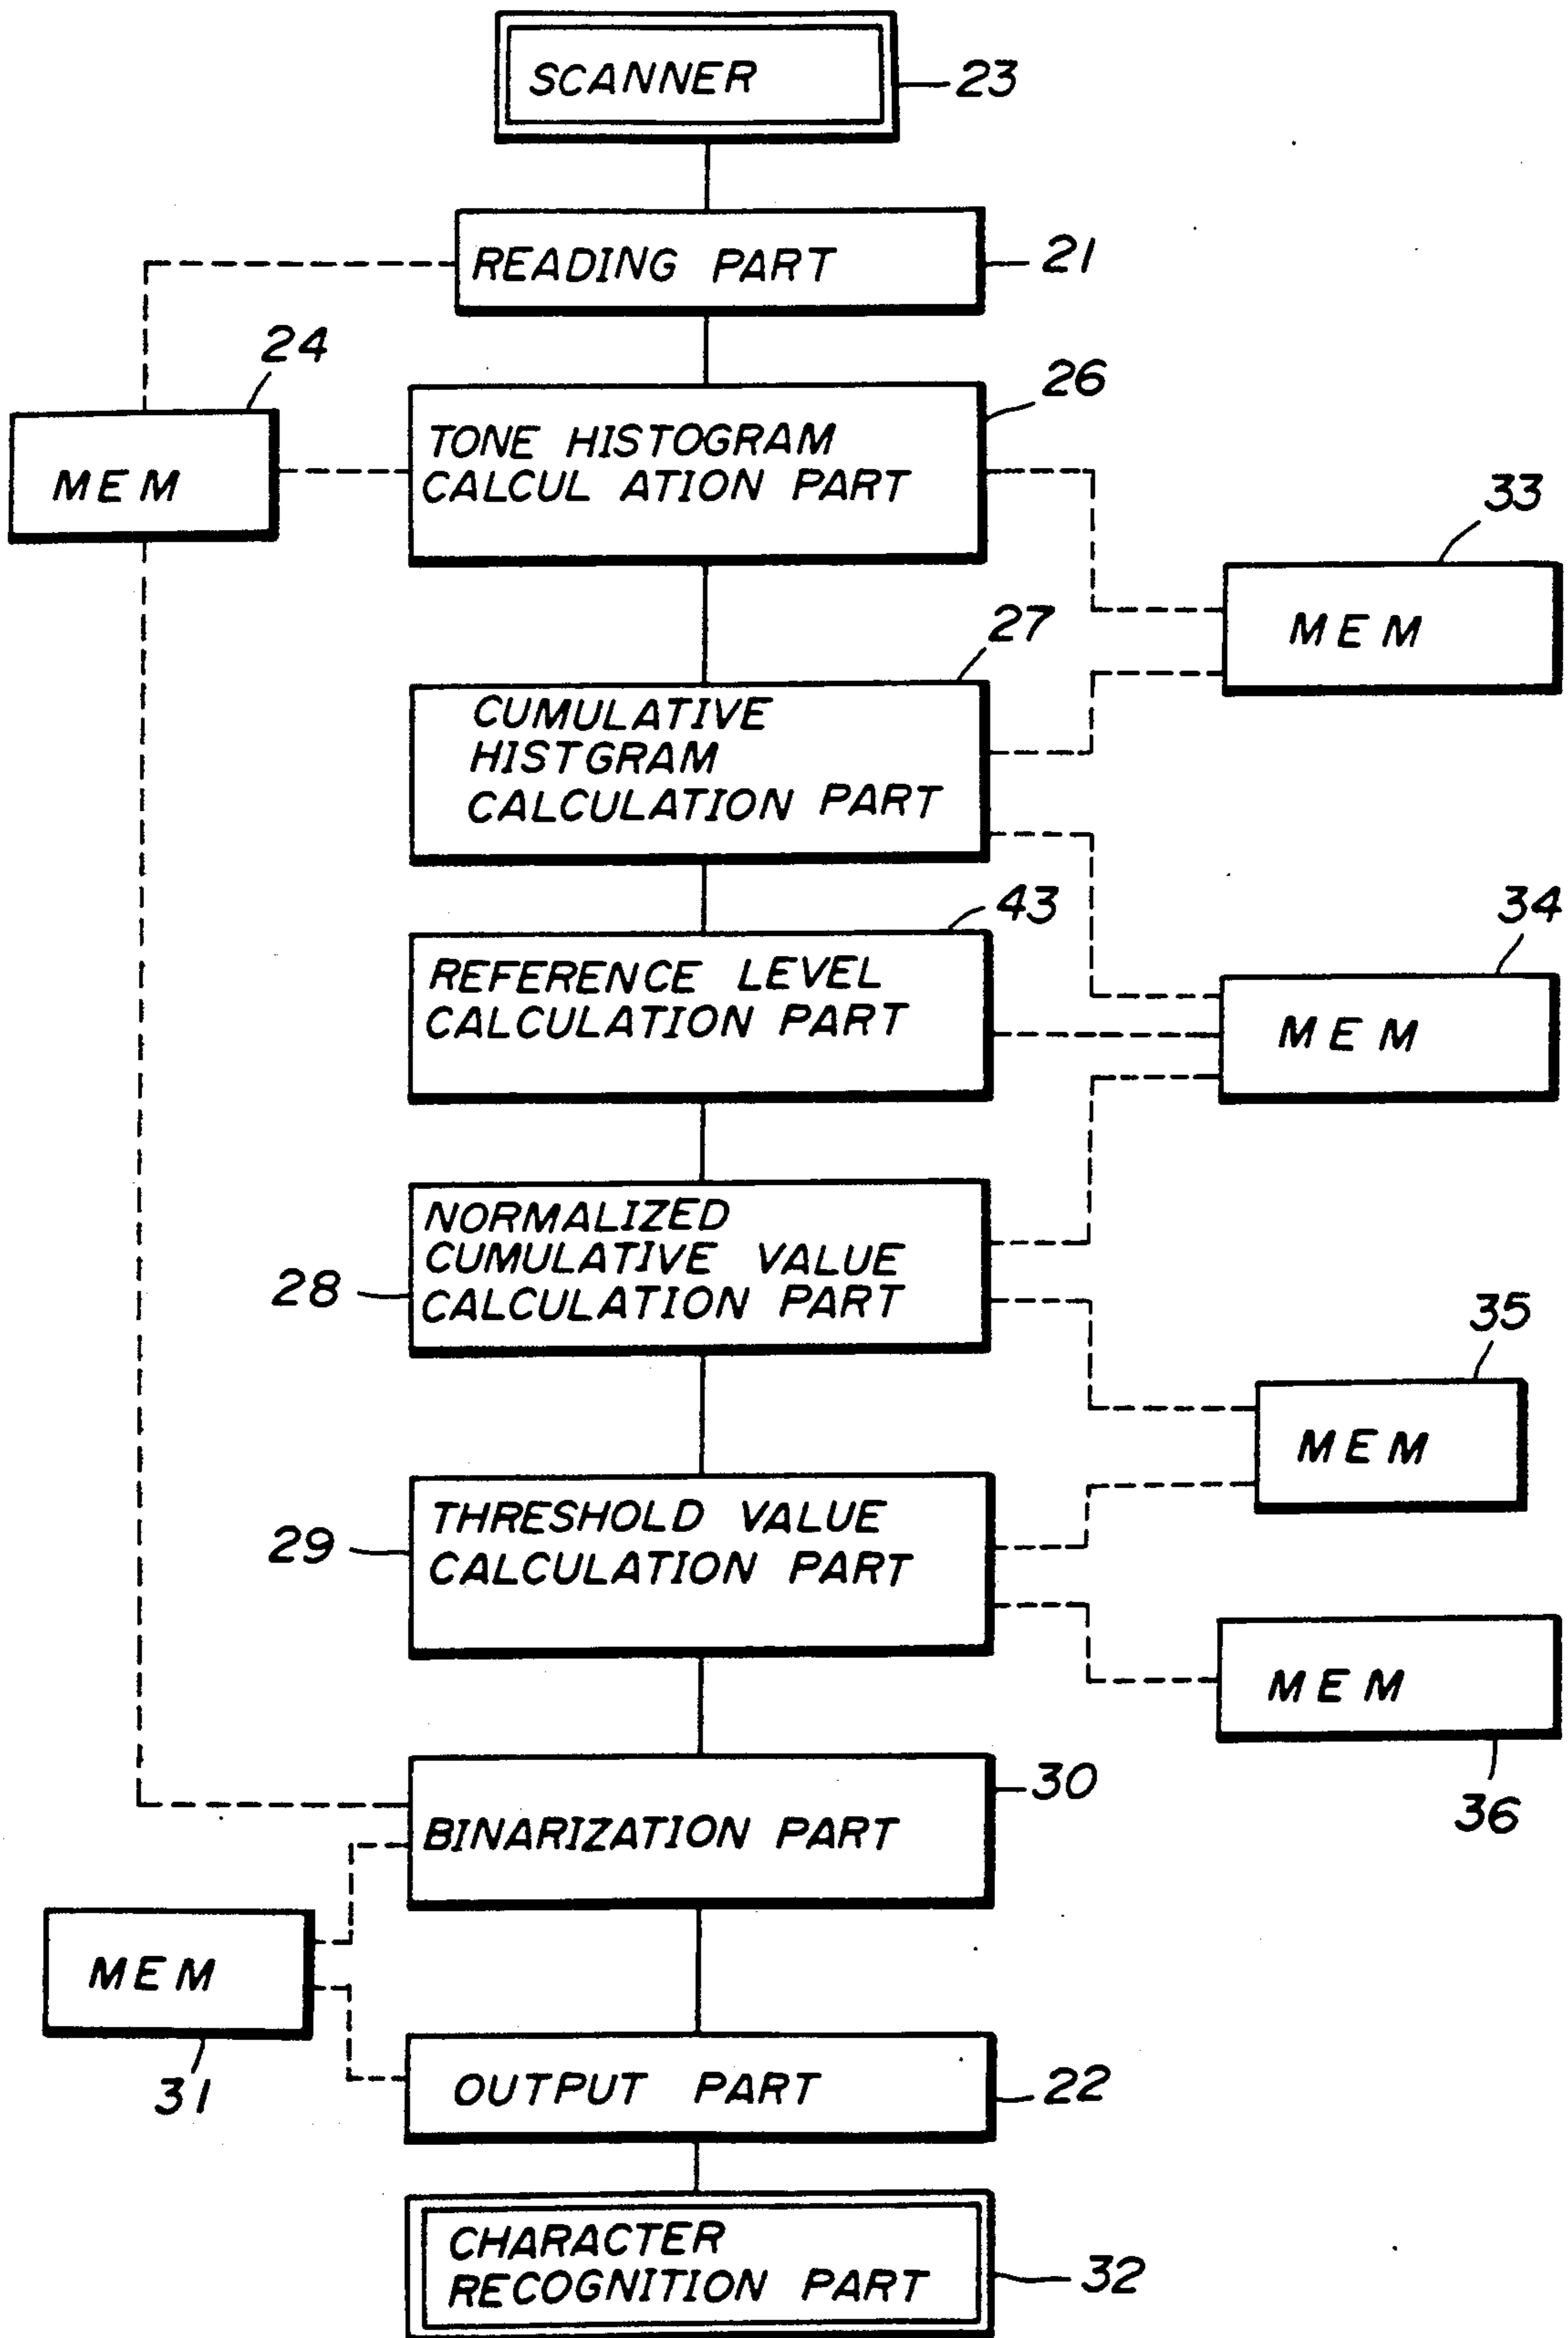 SCANNER
23
READING PART
21
24
MEM
26
TONE HISTOGRAM
CALCUL ATION PART
33
MEM
27
CUMULATIVE
HISTGRAM
CALCULATION PART
43
REFERENCE LEVEL
CALCULATION PART
34
MEM
28
NORMALIZED
CUMULATIVE VALUE
CALCULATION PART
35
MEM
29
THRESHOLD VALUE
CALCULATION PART
MEM
36
30
BINARIZATION PART
MEM
31
OUTPUT PART
22
CHARACTER
RECOGNITION PART
32